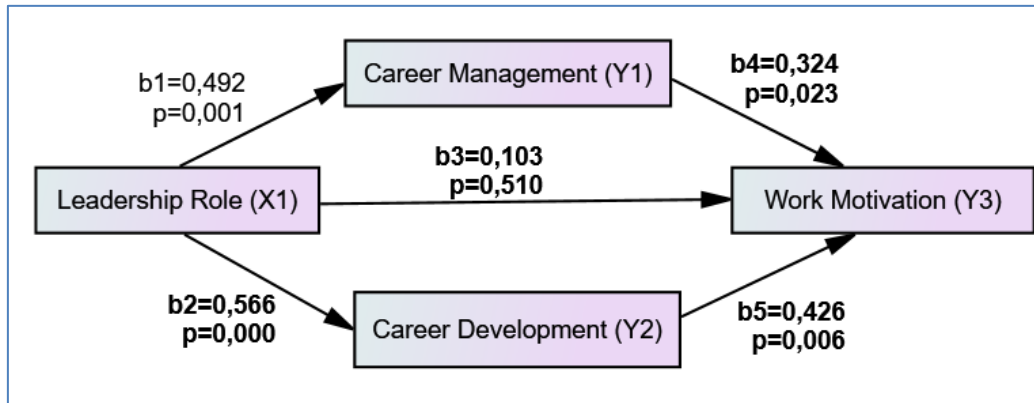 Career Management (Y1)
b1=0,492
p=0,001
b4=0,324
p=0,023
b3=0,103
p=0,510
Leadership Role (X1)
Work Motivation (Y3)
b2=0,566
p=0,000
Career Development (Y2)
b5=0,426
p=0,006